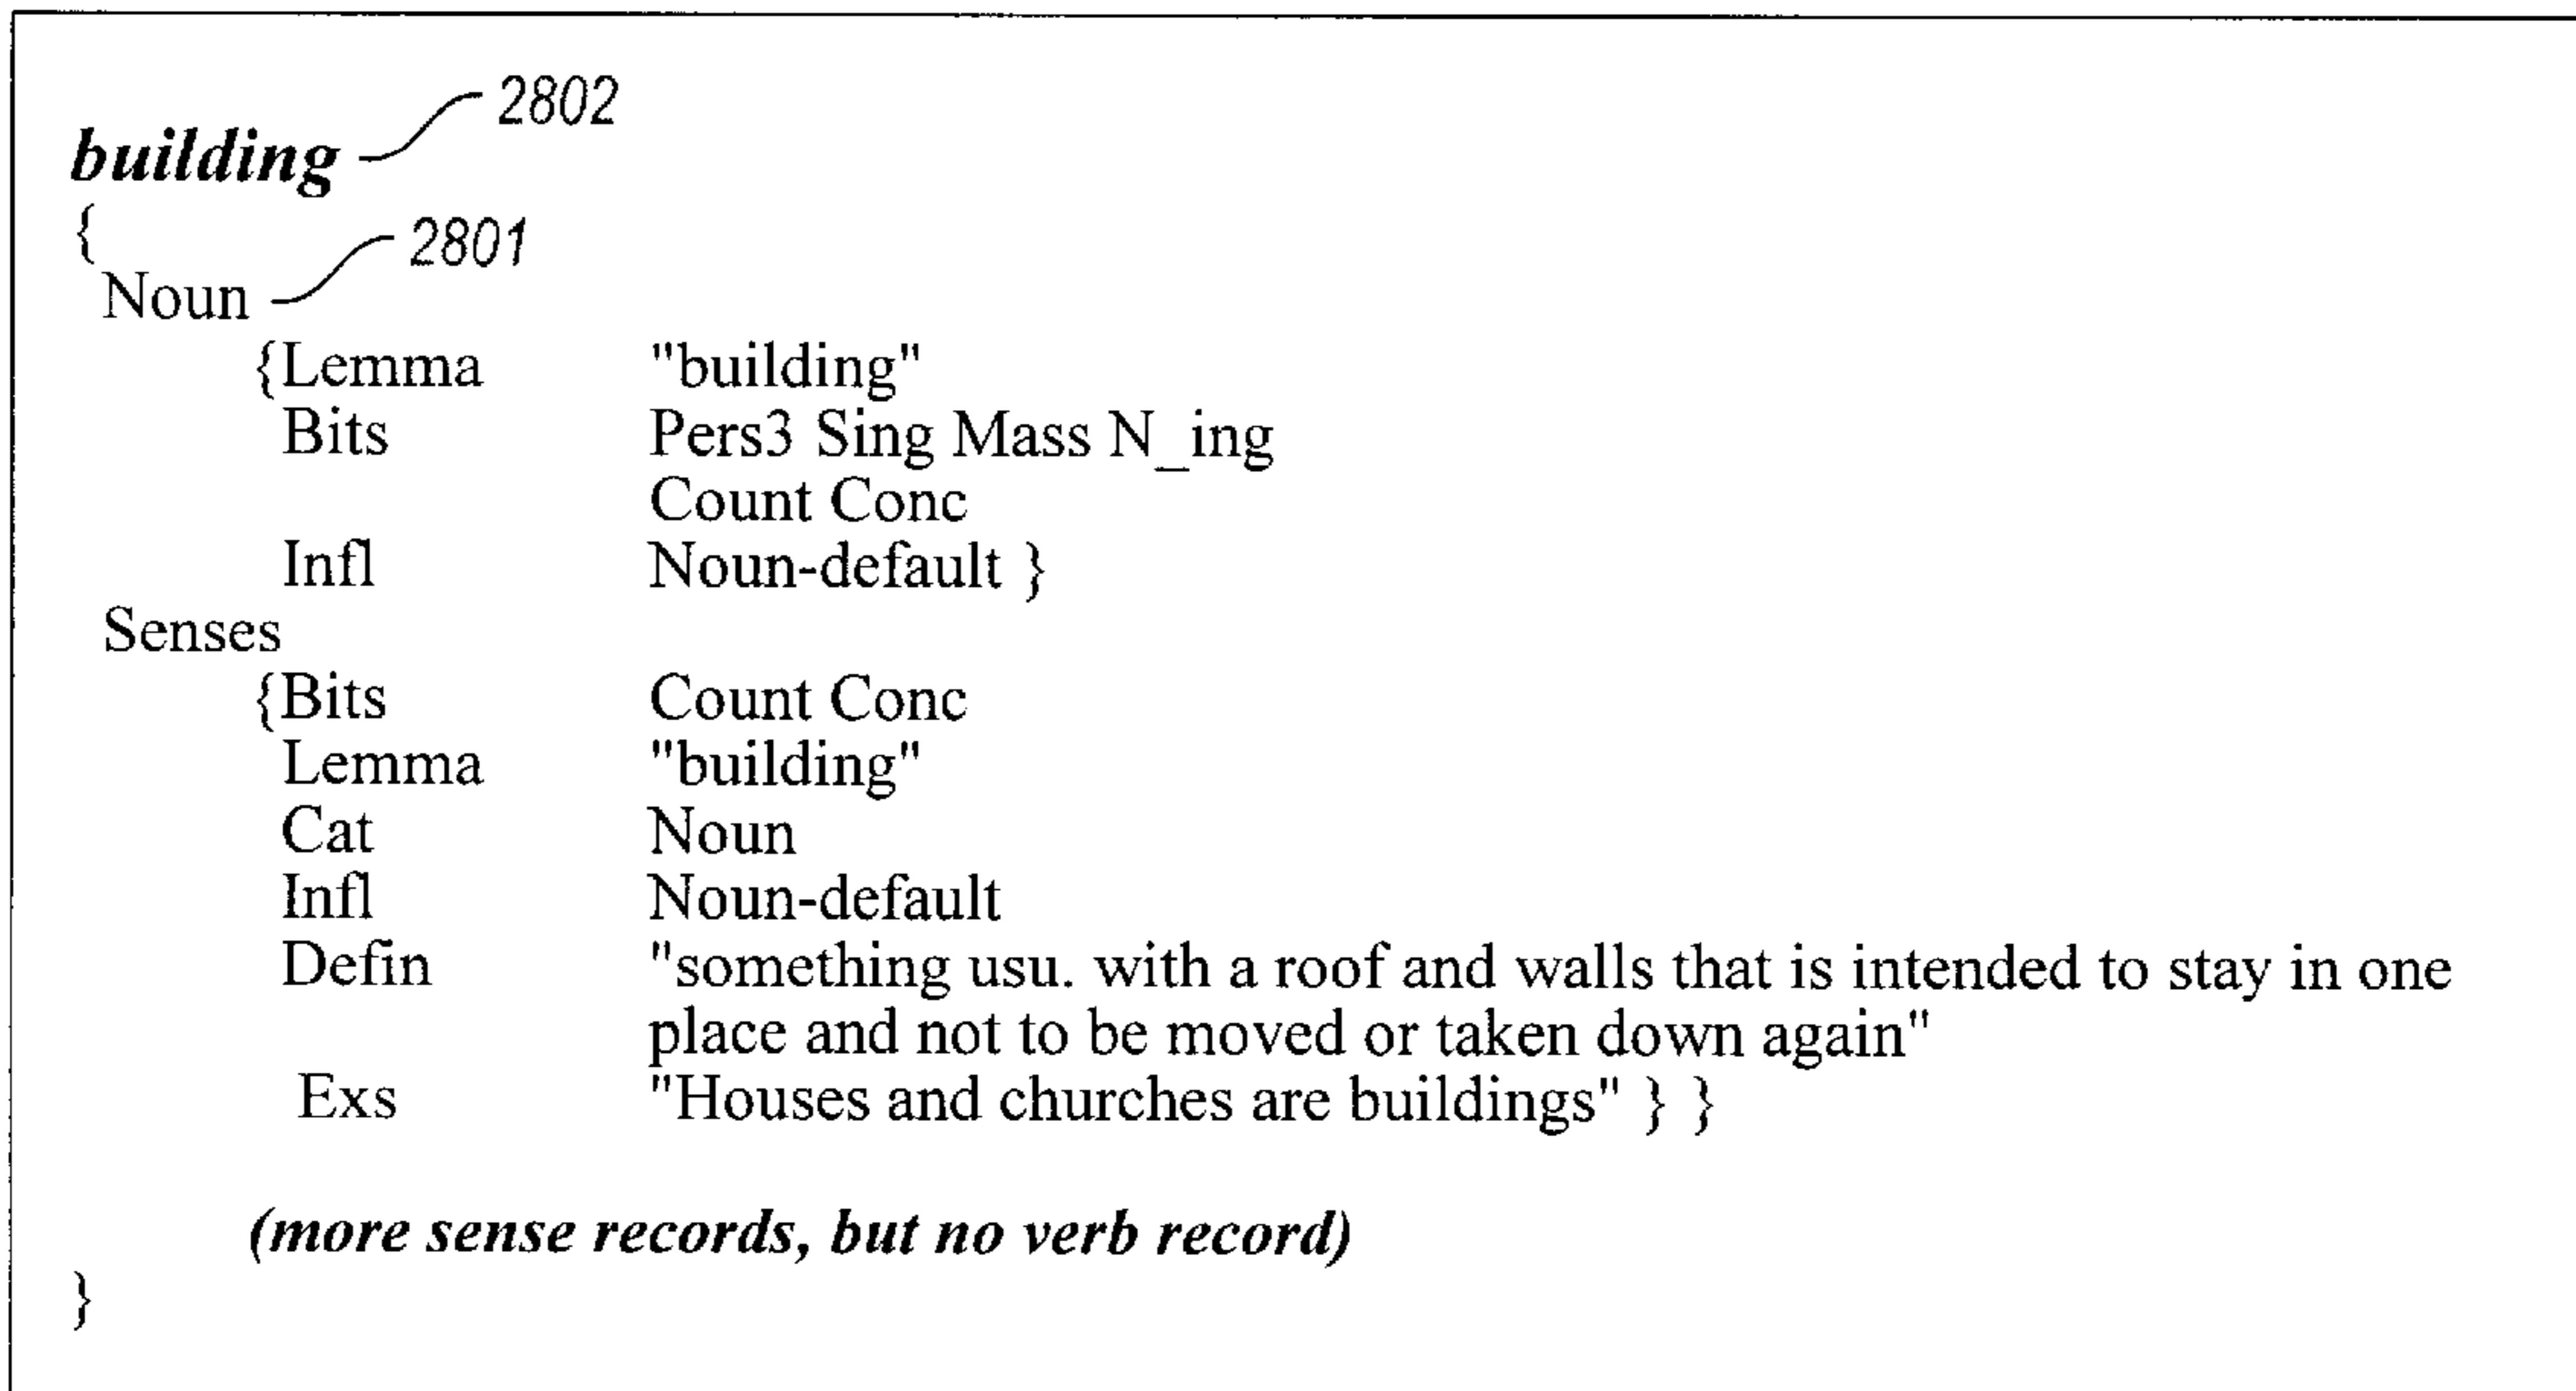 building 2802
{
Noun 2801
{Lemma "building"
Bits Pers3 Sing Mass N_ing
Count Conc
Infl Noun-default }
Senses
{Bits Count Conc
Lemma "building"
Cat Noun
Infl Noun-default
Defin "something usu. with a roof and walls that is intended to stay in one
place and not to be moved or taken down again"
Exs "Houses and churches are buildings" } }
(more sense records, but no verb record)
}